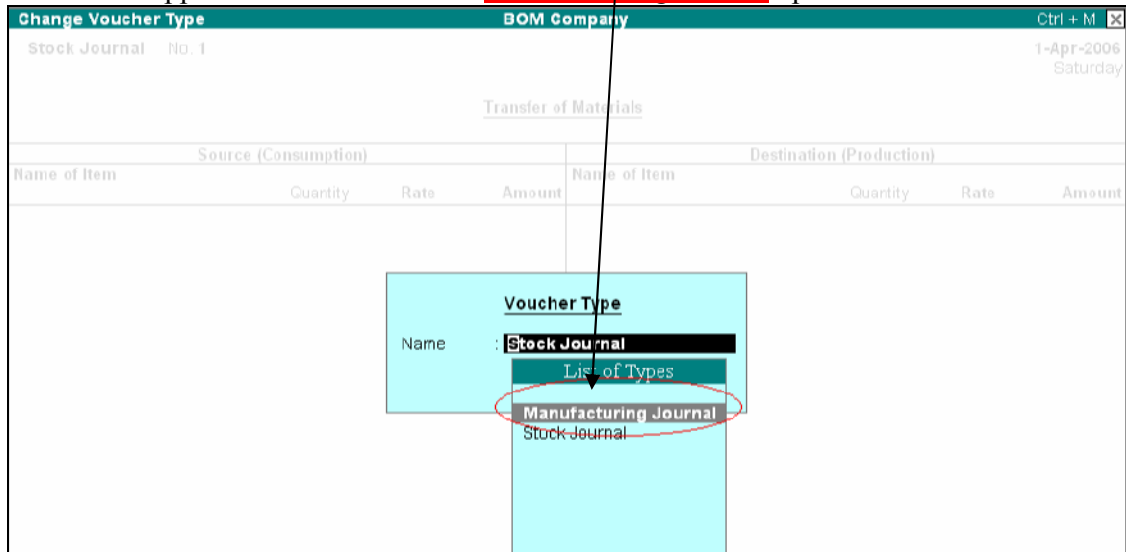 Change Voucher Type BOM Company Ctrl + M
Stock Journal No. 1 1-Apr-2006
Saturday
Transfer of Materials
Source (Consumption) Destination (Production)
Name of Item Name of Item
Quantity Rate Amount Quantity Rate Amount
Voucher Type
Name : Stock Journal
List of Types
Manufacturing Journal
Stock Journal